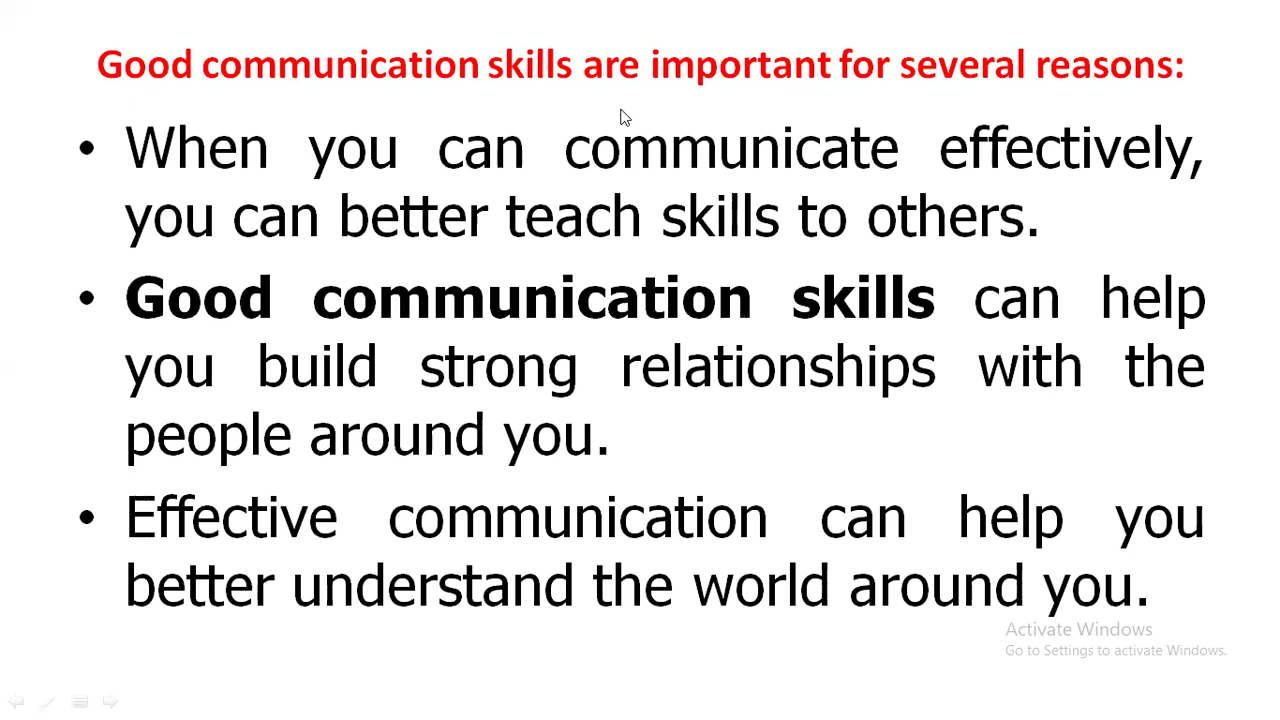 Good communication skills are important for several reasons:
• When you can communicate effectively,
you can better teach skills to others.
• Good communication skills can help
you build strong relationships with the
people around you.
• Effective communication can help you
better understand the world around you.
Activate Windows
Go to Settings to activate Windows.